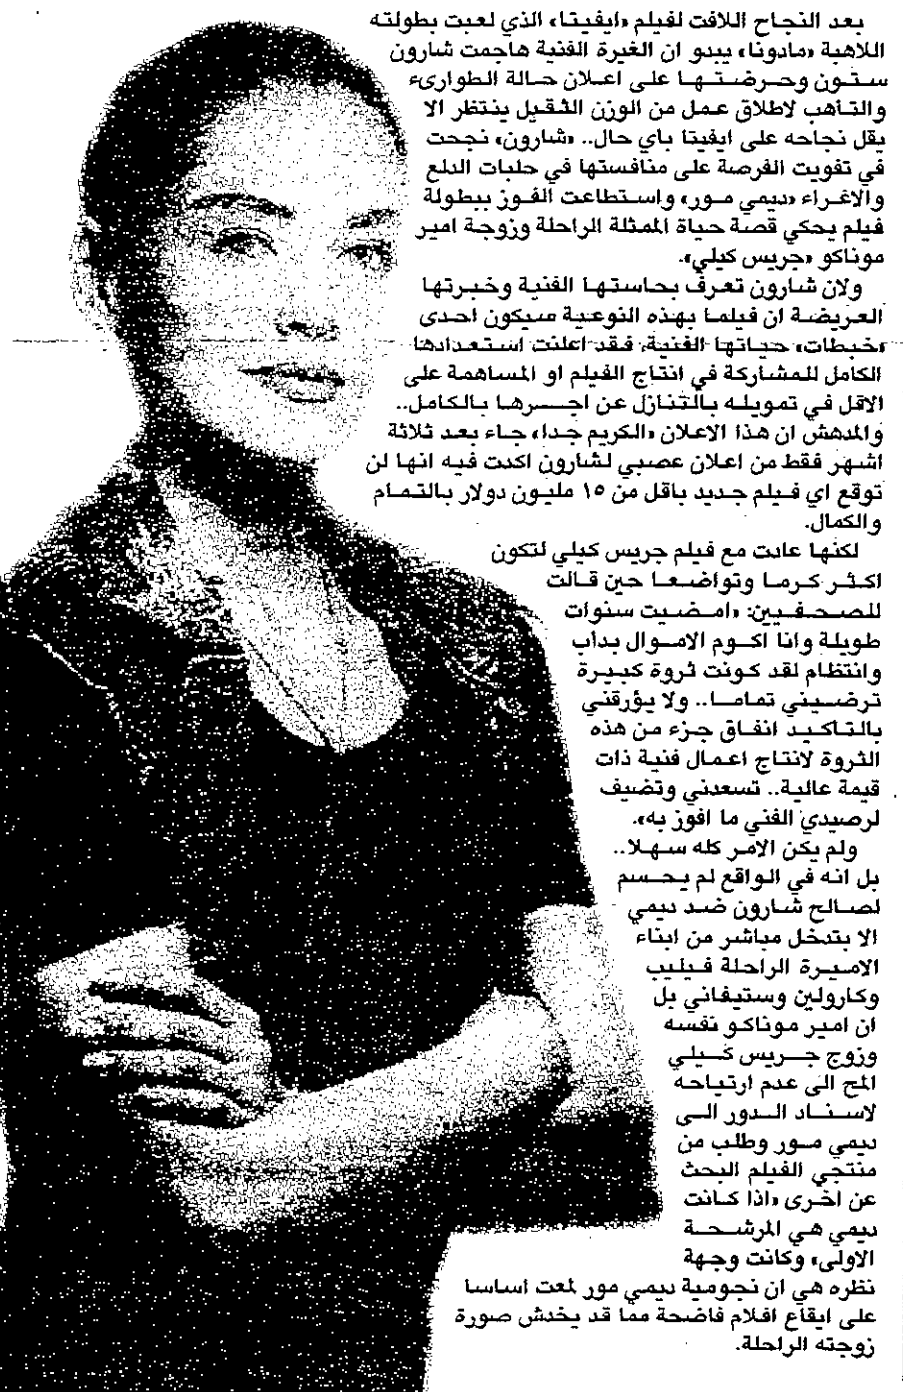 بعد النجاح اللافت لفيلم «ايفيتا» الذي لعبت بطولته
اللاهبة «مادونا» يبدو ان الغيرة الفنية هاجمت شارون
ستون وحرضتها على اعلان حالة الطوارىء
والتأهب لاطلاق عمل من الوزن الثقيل ينتظر الا
يقل نجاحه على ايفيتا باي حال.. «شارون» نجحت
في تفويت الفرصة على منافستها في حلبات الدلع
والاغراء «ديمي مور» واستطاعت الفوز ببطولة
فيلم يحكي قصة حياة الممثلة الراحلة وزوجة امير
موناكو «جريس كيلي».
ولان شارون تعرف بحاستها الفنية وخبرتها
العريضة ان فيلما بهذه النوعية سيكون احدى
«خبطات» حياتها الفنية، فقد اعلنت استعدادها
الكامل للمشاركة في انتاج الفيلم او المساهمة على
الاقل في تمويله بالتنازل عن اجرها بالكامل..
والمدهش ان هذا الاعلان «الكريم جدا» جاء بعد ثلاثة
اشهر فقط من اعلان عصبي لشارون اكدت فيه انها لن
توقع اي فيلم جديد باقل من ١٥ مليون دولار بالتمام
والكمال.
لكنها عادت مع فيلم جريس كيلي لتكون
اكثر كرما وتواضعا حين قالت
للصحفيين: «امضيت سنوات
طويلة وانا اكوم الاموال بدأب
وانتظام لقد كونت ثروة كبيرة
ترضيني تماما.. ولا يؤرقني
بالتاكيد انفاق جزء من هذه
الثروة لانتاج اعمال فنية ذات
قيمة عالية.. تسعدني وتضيف
لرصيدي الفني ما افوز به».
ولم يكن الامر كله سهلا..
بل انه في الواقع لم يحسم
لصالح شارون ضد ديمي
الا بتدخل مباشر من ابناء
الاميرة الراحلة فيليب
وكارولين وستيفاني بل
ان امير موناكو نفسه
وزوج جريس كيلي
المح الى عدم ارتياحه
لاسناد الدور الى
ديمي مور وطلب من
منتجي الفيلم البحث
عن اخرى «اذا كانت
ديمي هي المرشحة
الاولى» وكانت وجهة
نظره هي ان نجومية ديمي مور لمعت اساسا
على ايقاع افلام فاضحة مما قد يخدش صورة
زوجته الراحلة.